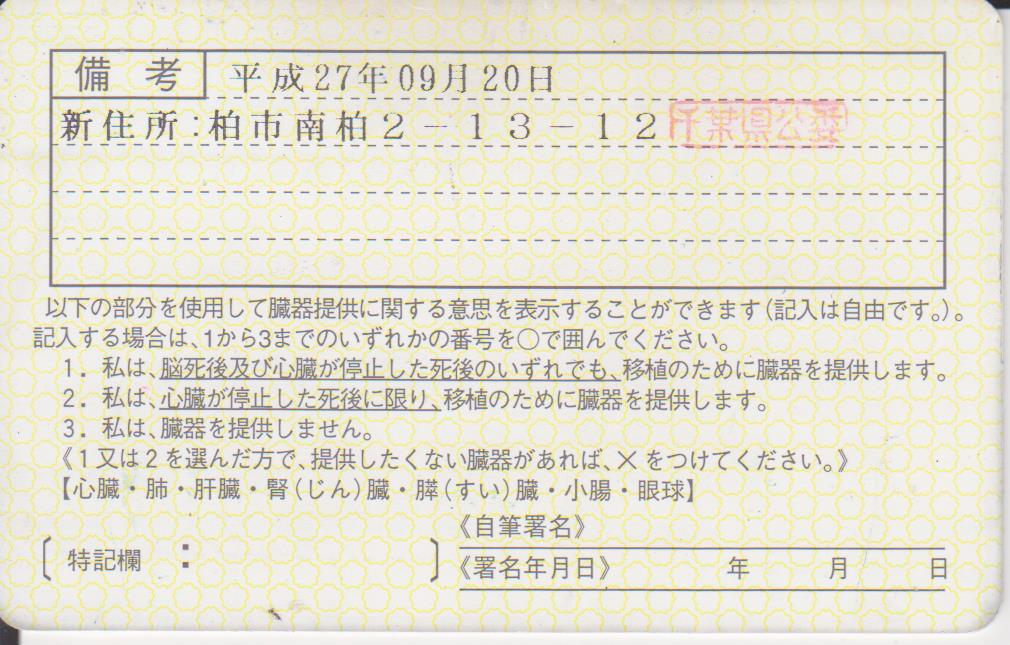 備考 平成27年09月20日
新住所:柏市南柏2-13-12 千葉県公委
以下の部分を使用して臓器提供に関する意思を表示することができます(記入は自由です。)。
記入する場合は、1から3までのいずれかの番号を○で囲んでください。
1. 私は、脳死後及び心臓が停止した死後のいずれでも、移植のために臓器を提供します。
2. 私は、心臓が停止した死後に限り、移植のために臓器を提供します。
3. 私は、臓器を提供しません。
《1又は2を選んだ方で、提供したくない臓器があれば、×をつけてください。》
【心臓・肺・肝臓・腎(じん)臓・膵(すい)臓・小腸・眼球】
《自筆署名》
〔特記欄: 〕
《署名年月日》 年 月 日